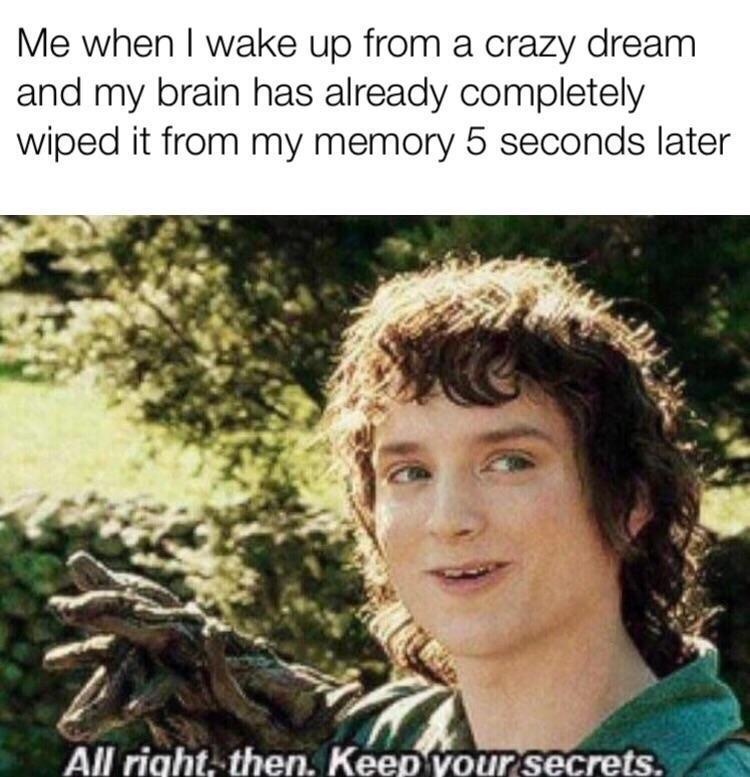 Me when I wake up from a crazy dream
and my brain has already completely
wiped it from my memory 5 seconds later
All right, then. Keep your secrets.